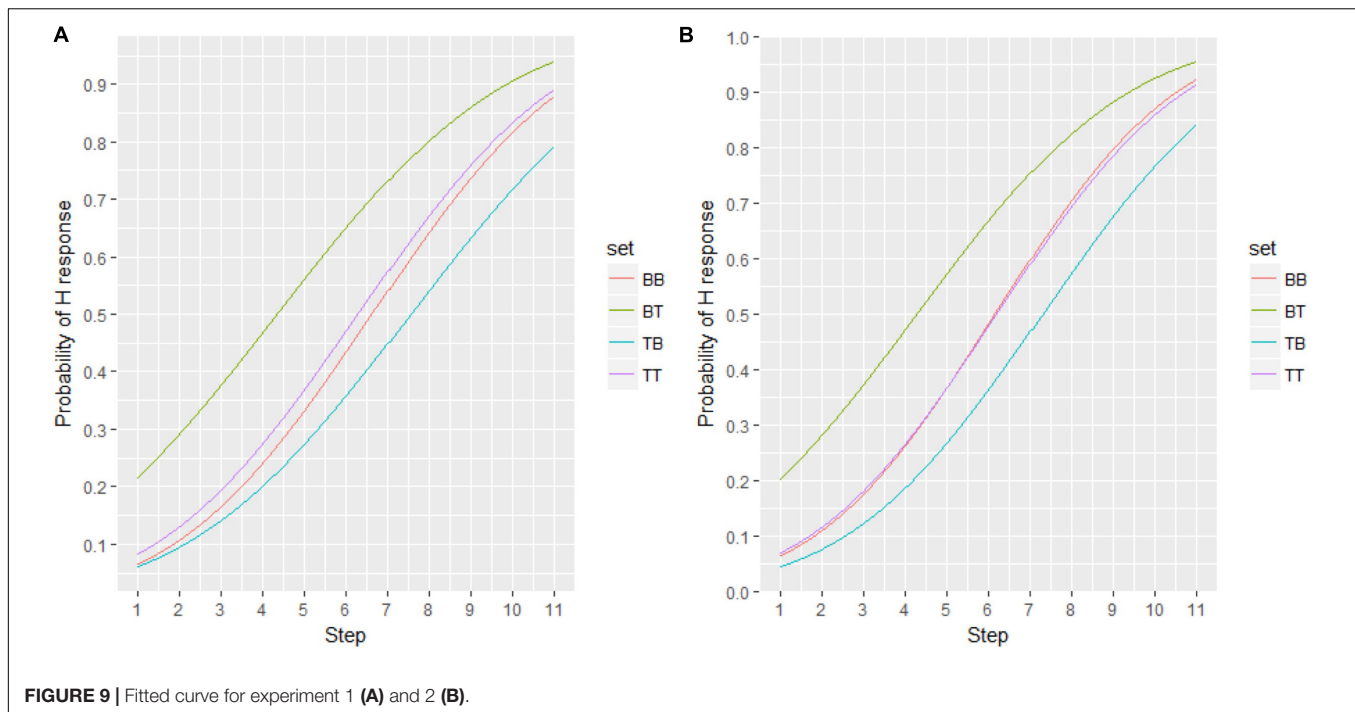 A
Probability of H response
0.9
0.8
0.7
0.6
0.5
0.4
0.3
0.2
0.1
1 2 3 4 5 6 7 8 9 10 11
Step
set
BB
BT
TB
TT
B
Probability of H response
1.0
0.9
0.8
0.7
0.6
0.5
0.4
0.3
0.2
0.1
0.0
1 2 3 4 5 6 7 8 9 10 11
Step
set
BB
BT
TB
TT
FIGURE 9 | Fitted curve for experiment 1 (A) and 2 (B).